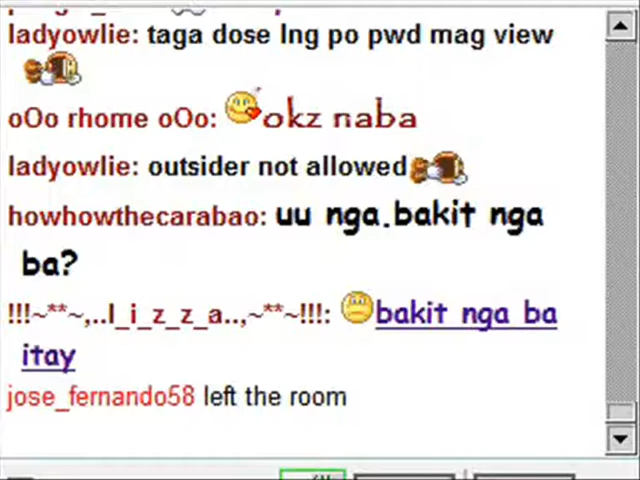 ladyowlie: taga dose lng po pwd mag view
oOo rhome oOo: okz naba
ladyowlie: outsider not allowed
howhowthecarabao: uu nga.bakit nga
ba?
!!!~**~,..l_i_z_z_a..,~**~!!!: bakit nga ba
itay
jose_fernando58 left the room